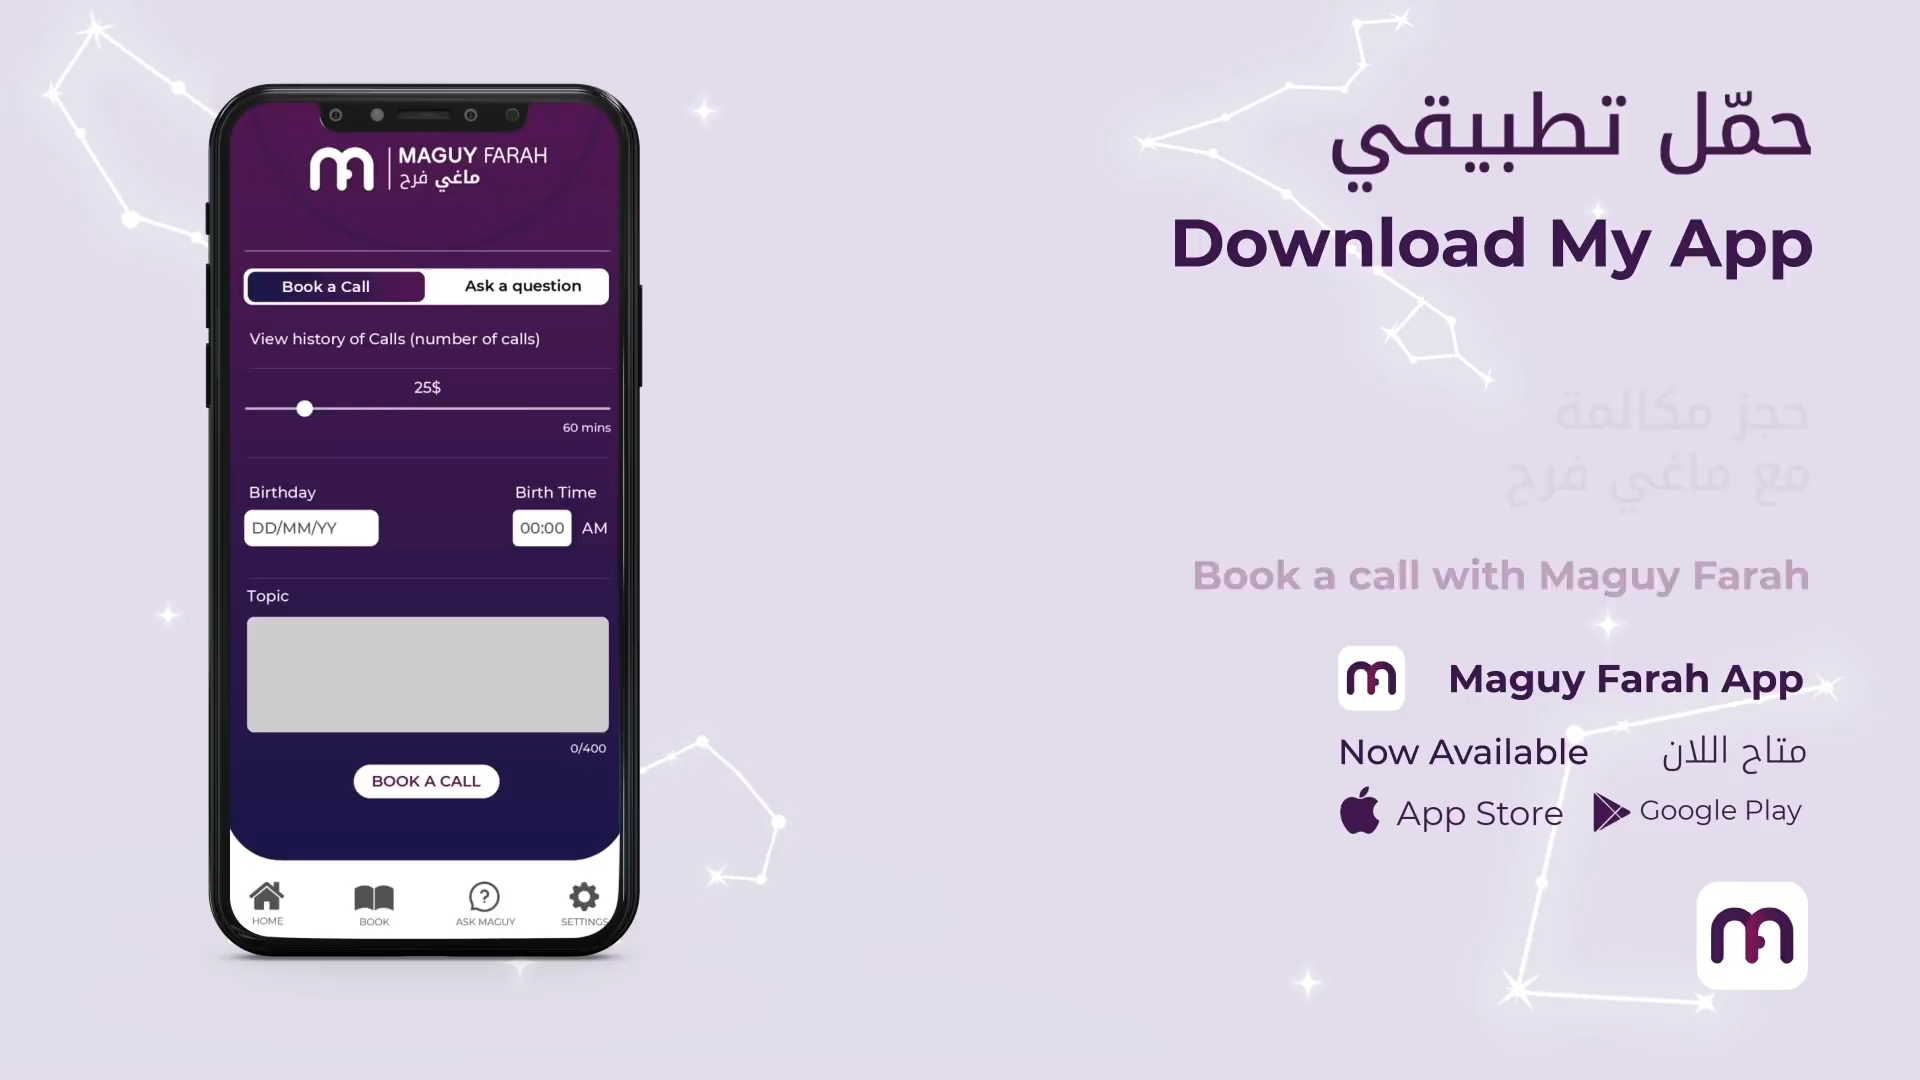 MAGUY FARAH
ماغي فرح
Book a Call
Ask a question
View history of Calls (number of calls)
25$
60 mins
Birthday
Birth Time
DD/MM/YY
00:00 AM
Topic
0/400
BOOK A CALL
HOME
BOOK
ASK MAGUY
SETTINGS
حمّل تطبيقي
Download My App
حجز مكالمة
مع ماغي فرح
Book a call with Maguy Farah
Maguy Farah App
Now Available
متاح اللان
App Store
Google Play